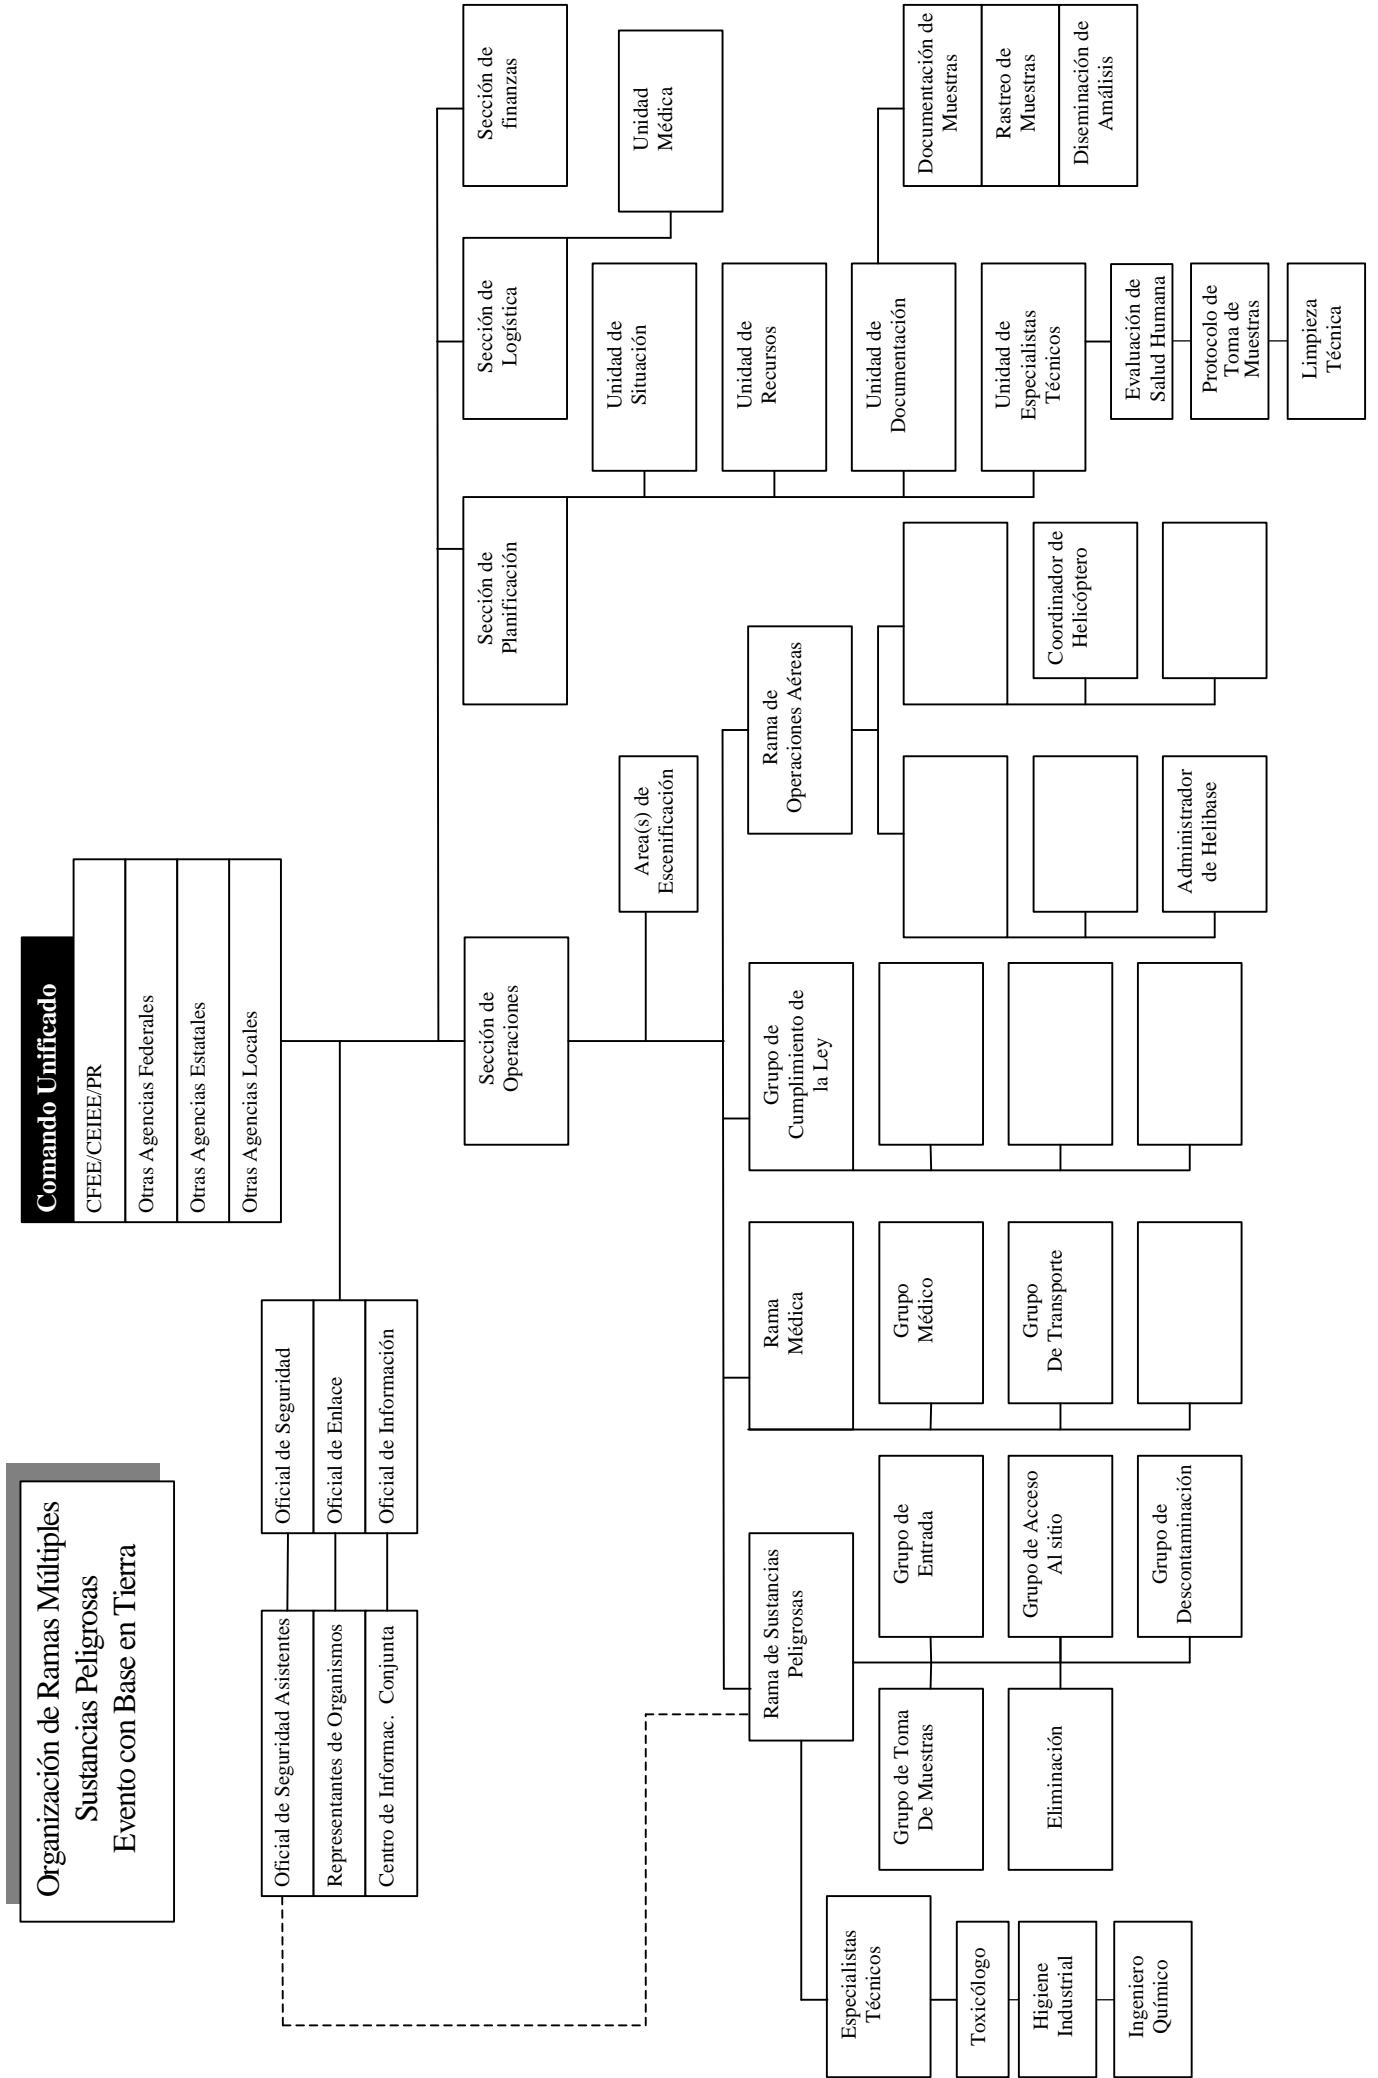 Organización de Ramas Múltiples
Sustancias Peligrosas
Evento con Base en Tierra
Comando Unificado
CFEE/CEIEE/PR
Otras Agencias Federales
Otras Agencias Estatales
Otras Agencias Locales
Oficial de Seguridad Asistentes
Representantes de Organismos
Centro de Informac. Conjunta
Oficial de Seguridad
Oficial de Enlace
Oficial de Información
Sección de
Operaciones
Sección de
Planificación
Sección de
Logística
Sección de
finanzas
Area(s) de
Escenificación
Unidad de
Situación
Unidad de
Recursos
Unidad de
Documentación
Unidad de
Especialistas
Técnicos
Unidad
Médica
Documentación de
Muestras
Rastreo de
Muestras
Diseminación de
Amálisis
Evaluación de
Salud Humana
Protocolo de
Toma de
Muestras
Limpieza
Técnica
Rama de Sustancias
Peligrosas
Rama
Médica
Grupo de
Cumplimiento de
la Ley
Rama de
Operaciones Aéreas
Especialistas
Técnicos
Toxicólogo
Higiene
Industrial
Ingeniero
Químico
Grupo de Toma
De Muestras
Eliminación
Grupo de
Entrada
Grupo de Acceso
Al sitio
Grupo de
Descontaminación
Grupo
Médico
Grupo
De Transporte
Administrador
de Helibase
Coordinador de
Helicóptero